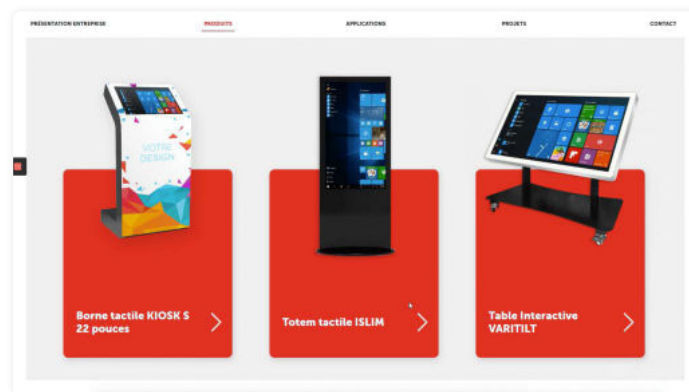 PRÉSENTATION ENTREPRISE
PRODUITS
APPLICATIONS
PROJETS
CONTACT
VOTRE
DESIGN
Borne tactile KIOSK S
22 pouces
Totem tactile ISLIM
Table Interactive
VARITILT